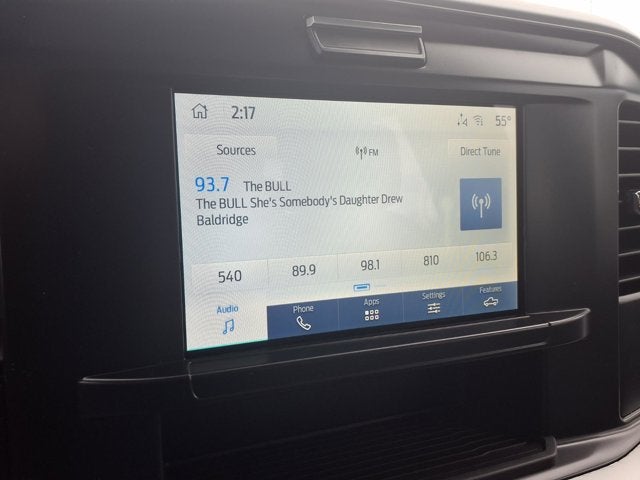 2:17
55°
Sources
FM
Direct Tune
93.7 The BULL
The BULL She's Somebody's Daughter Drew
Baldridge
540 89.9 98.1 810 106.3
Audio Phone Apps Settings Features